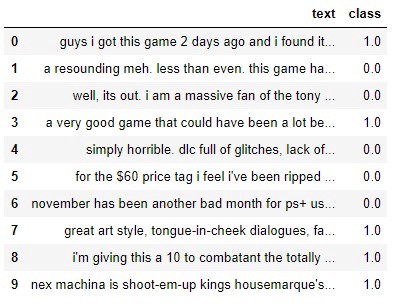 text class
0 guys i got this game 2 days ago and i found it... 1.0
1 a resounding meh. less than even. this game ha... 0.0
2 well, its out. i am a massive fan of the tony ... 0.0
3 a very good game that could have been a lot be... 1.0
4 simply horrible. dlc full of glitches, lack of... 0.0
5 for the $60 price tag i feel i've been ripped ... 0.0
6 november has been another bad month for ps+ us... 0.0
7 great art style, tongue-in-cheek dialogues, fa... 1.0
8 i'm giving this a 10 to combatant the totally ... 1.0
9 nex machina is shoot-em-up kings housemarque's... 1.0